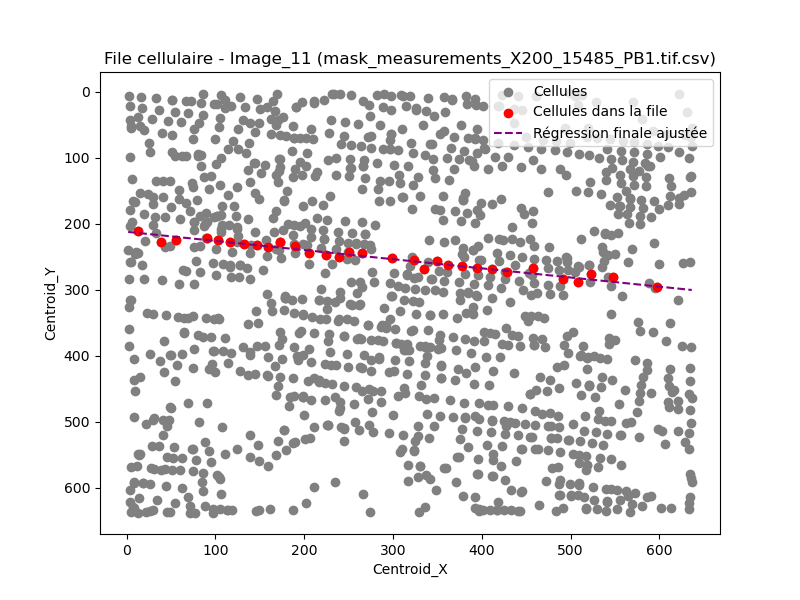 File cellulaire - Image_11 (mask_measurements_X200_15485_PB1.tif.csv)
Cellules
Cellules dans la file
Régression finale ajustée
0
100
200
300
400
500
600
Centroid_Y
0 100 200 300 400 500 600
Centroid_X